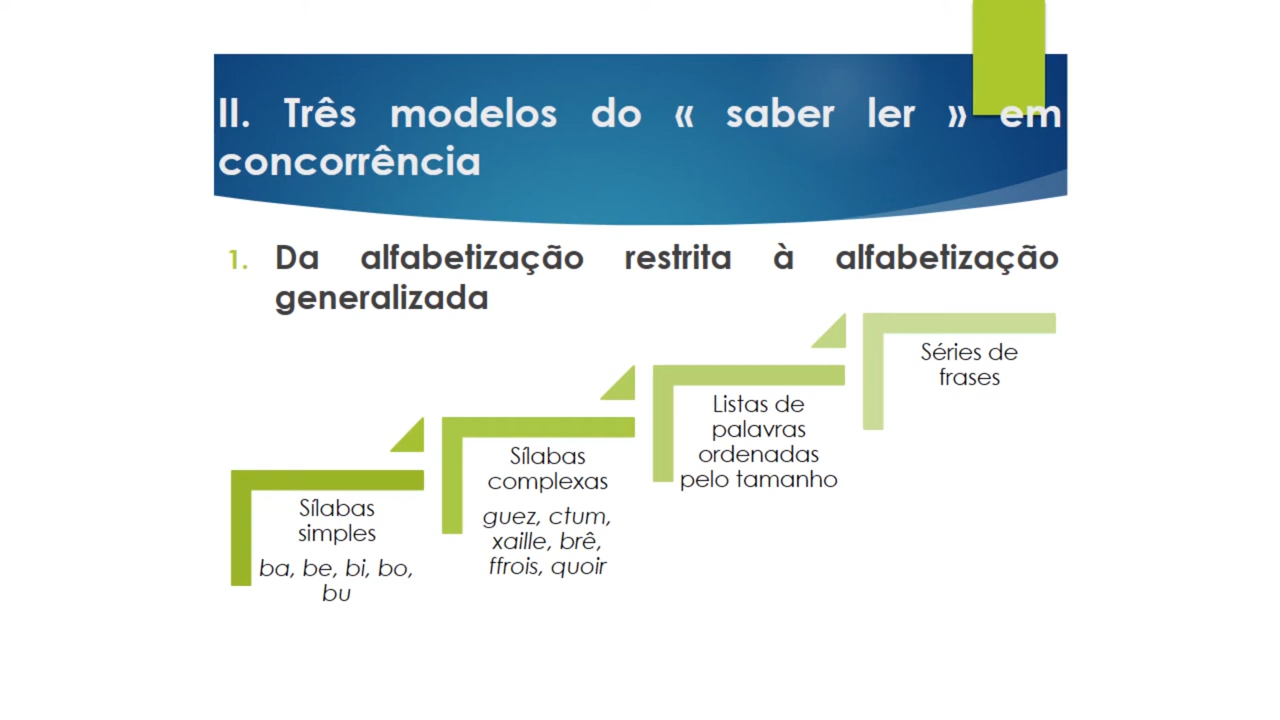 II. Três modelos do « saber ler » em
concorrência
1. Da alfabetização restrita à alfabetização
generalizada
Sílabas
simples
ba, be, bi, bo,
bu
Sílabas
complexas
guez, ctum,
xaille, brê,
ffrois, quoir
Listas de
palavras
ordenadas
pelo tamanho
Séries de
frases